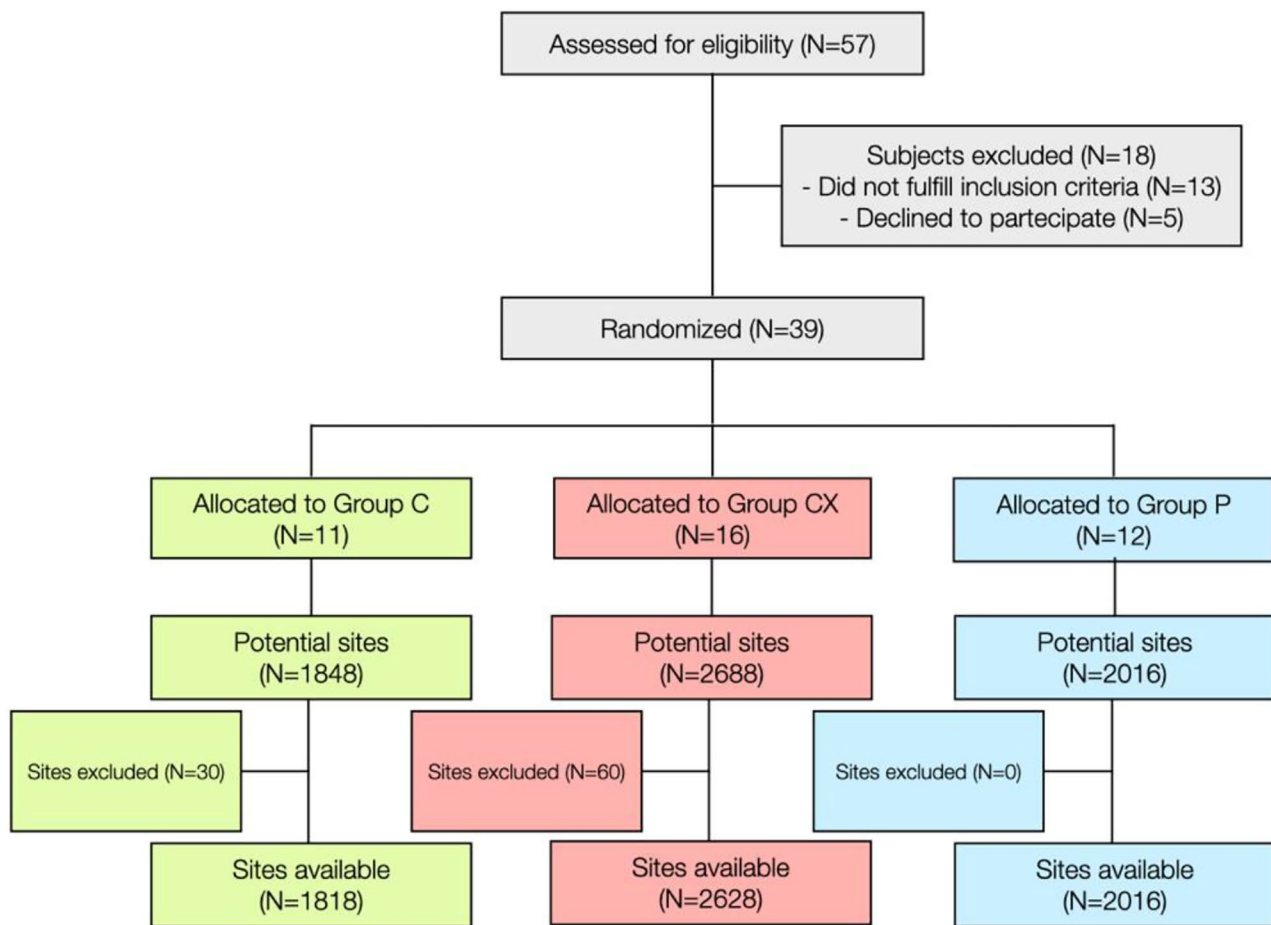 Assessed for eligibility (N=57)
Subjects excluded (N=18)
- Did not fulfill inclusion criteria (N=13)
- Declined to partecipate (N=5)
Randomized (N=39)
Allocated to Group C
(N=11)
Allocated to Group CX
(N=16)
Allocated to Group P
(N=12)
Potential sites
(N=1848)
Potential sites
(N=2688)
Potential sites
(N=2016)
Sites excluded (N=30)
Sites excluded (N=60)
Sites excluded (N=0)
Sites available
(N=1818)
Sites available
(N=2628)
Sites available
(N=2016)